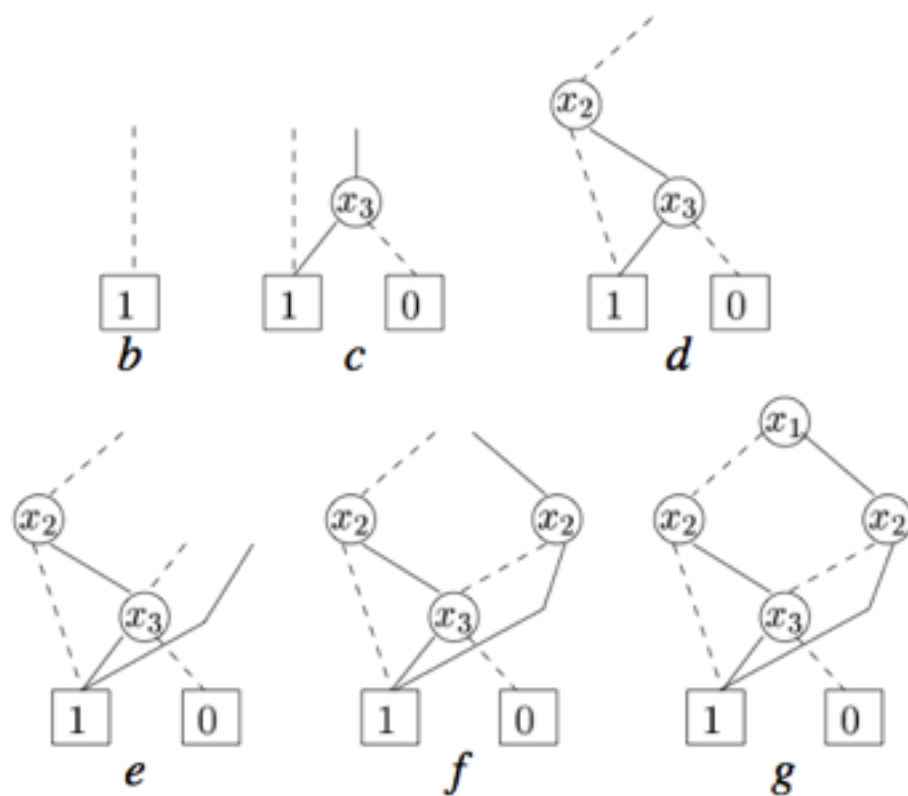 x₂
x₃ x₃
1 1 0 1 0
b c d
x₁
x₂ x₂ x₂ x₂ x₂
x₃ x₃ x₃
1 0 1 0 1 0
e f g